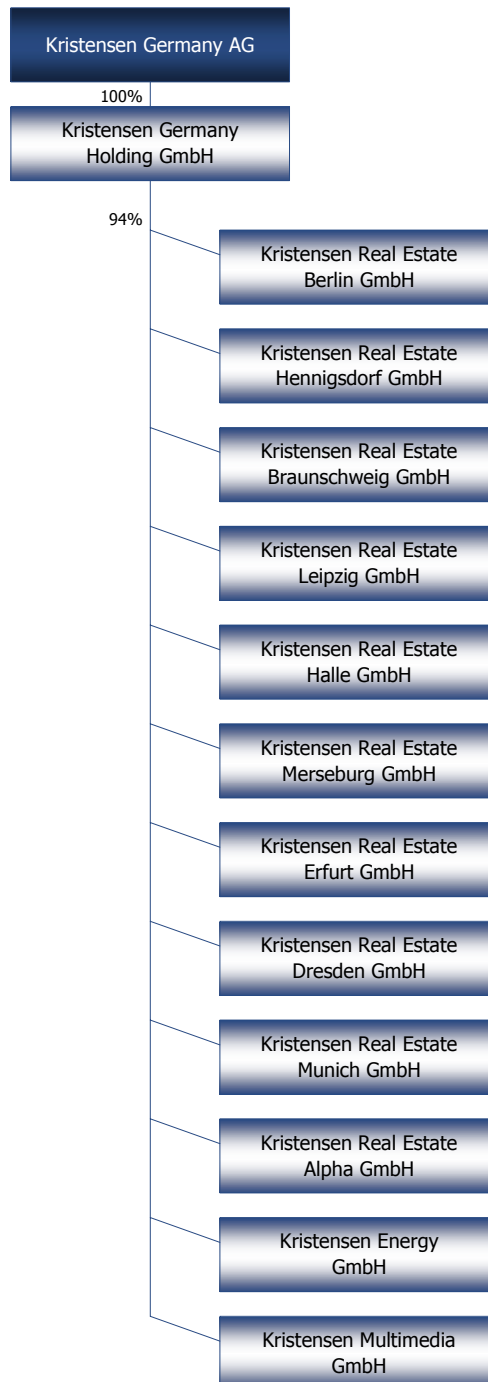 Kristensen Germany AG
100%
Kristensen Germany
Holding GmbH
94%
Kristensen Real Estate
Berlin GmbH
Kristensen Real Estate
Hennigsdorf GmbH
Kristensen Real Estate
Braunschweig GmbH
Kristensen Real Estate
Leipzig GmbH
Kristensen Real Estate
Halle GmbH
Kristensen Real Estate
Merseburg GmbH
Kristensen Real Estate
Erfurt GmbH
Kristensen Real Estate
Dresden GmbH
Kristensen Real Estate
Munich GmbH
Kristensen Real Estate
Alpha GmbH
Kristensen Energy
GmbH
Kristensen Multimedia
GmbH